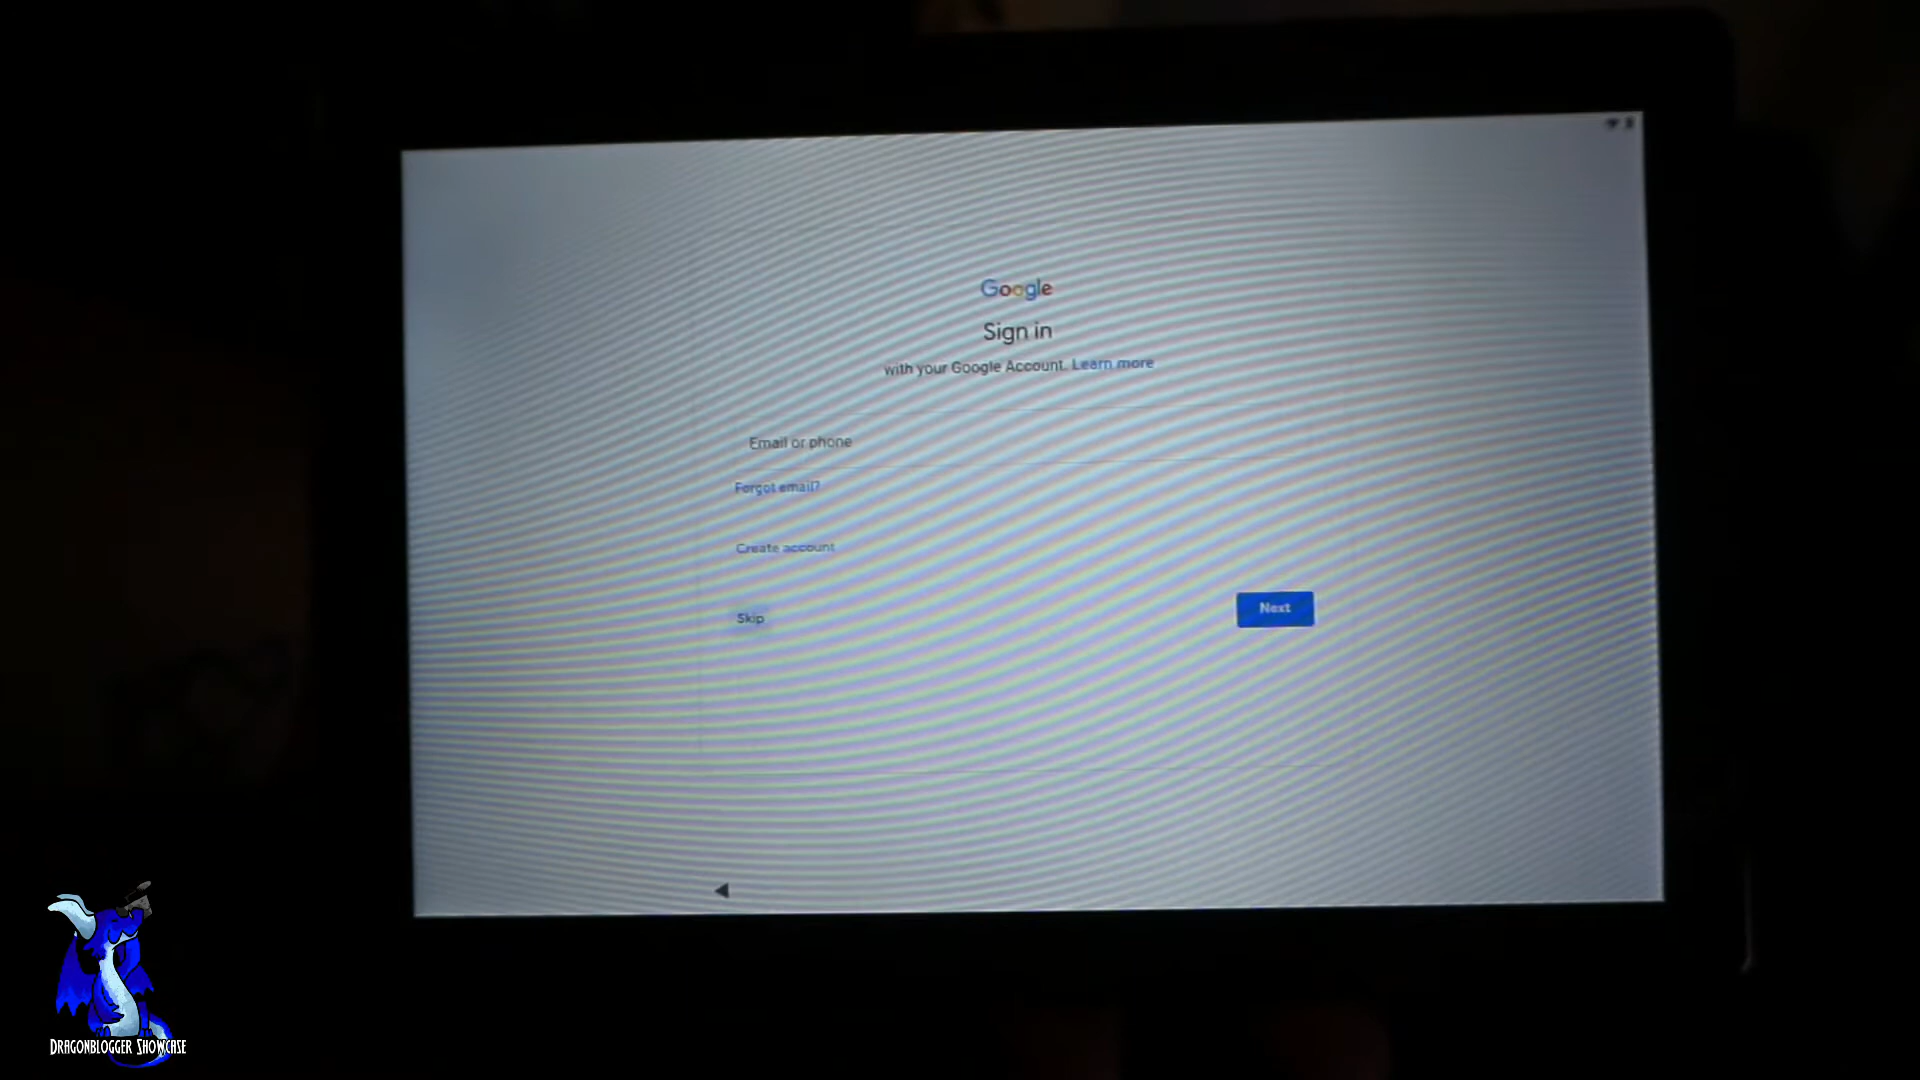 Google
Sign in
with your Google Account. Learn more
Email or phone
Forgot email?
Create account
Skip
Next
DRAGONBLOGGER SHOWCASE